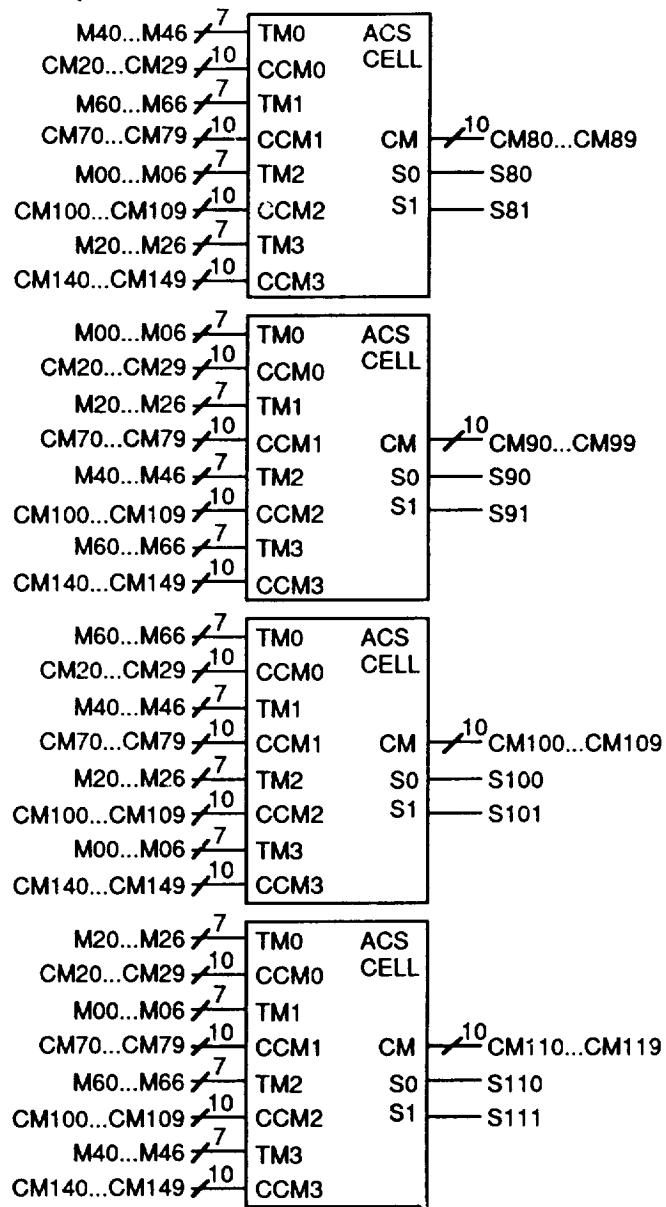 M40...M46 7 TM0 ACS
CM20...CM29 10 CCM0 CELL
M60...M66 7 TM1
CM70...CM79 10 CCM1 CM 10 CM80...CM89
M00...M06 7 TM2 S0 S80
CM100...CM109 10 CCM2 S1 S81
M20...M26 7 TM3
CM140...CM149 10 CCM3
M00...M06 7 TM0 ACS
CM20...CM29 10 CCM0 CELL
M20...M26 7 TM1
CM70...CM79 10 CCM1 CM 10 CM90...CM99
M40...M46 7 TM2 S0 S90
CM100...CM109 10 CCM2 S1 S91
M60...M66 7 TM3
CM140...CM149 10 CCM3
M60...M66 7 TM0 ACS
CM20...CM29 10 CCM0 CELL
M40...M46 7 TM1
CM70...CM79 10 CCM1 CM 10 CM100...CM109
M20...M26 7 TM2 S0 S100
CM100...CM109 10 CCM2 S1 S101
M00...M06 7 TM3
CM140...CM149 10 CCM3
M20...M26 7 TM0 ACS
CM20...CM29 10 CCM0 CELL
M00...M06 7 TM1
CM70...CM79 10 CCM1 CM 10 CM110...CM119
M60...M66 7 TM2 S0 S110
CM100...CM109 10 CCM2 S1 S111
M40...M46 7 TM3
CM140...CM149 10 CCM3